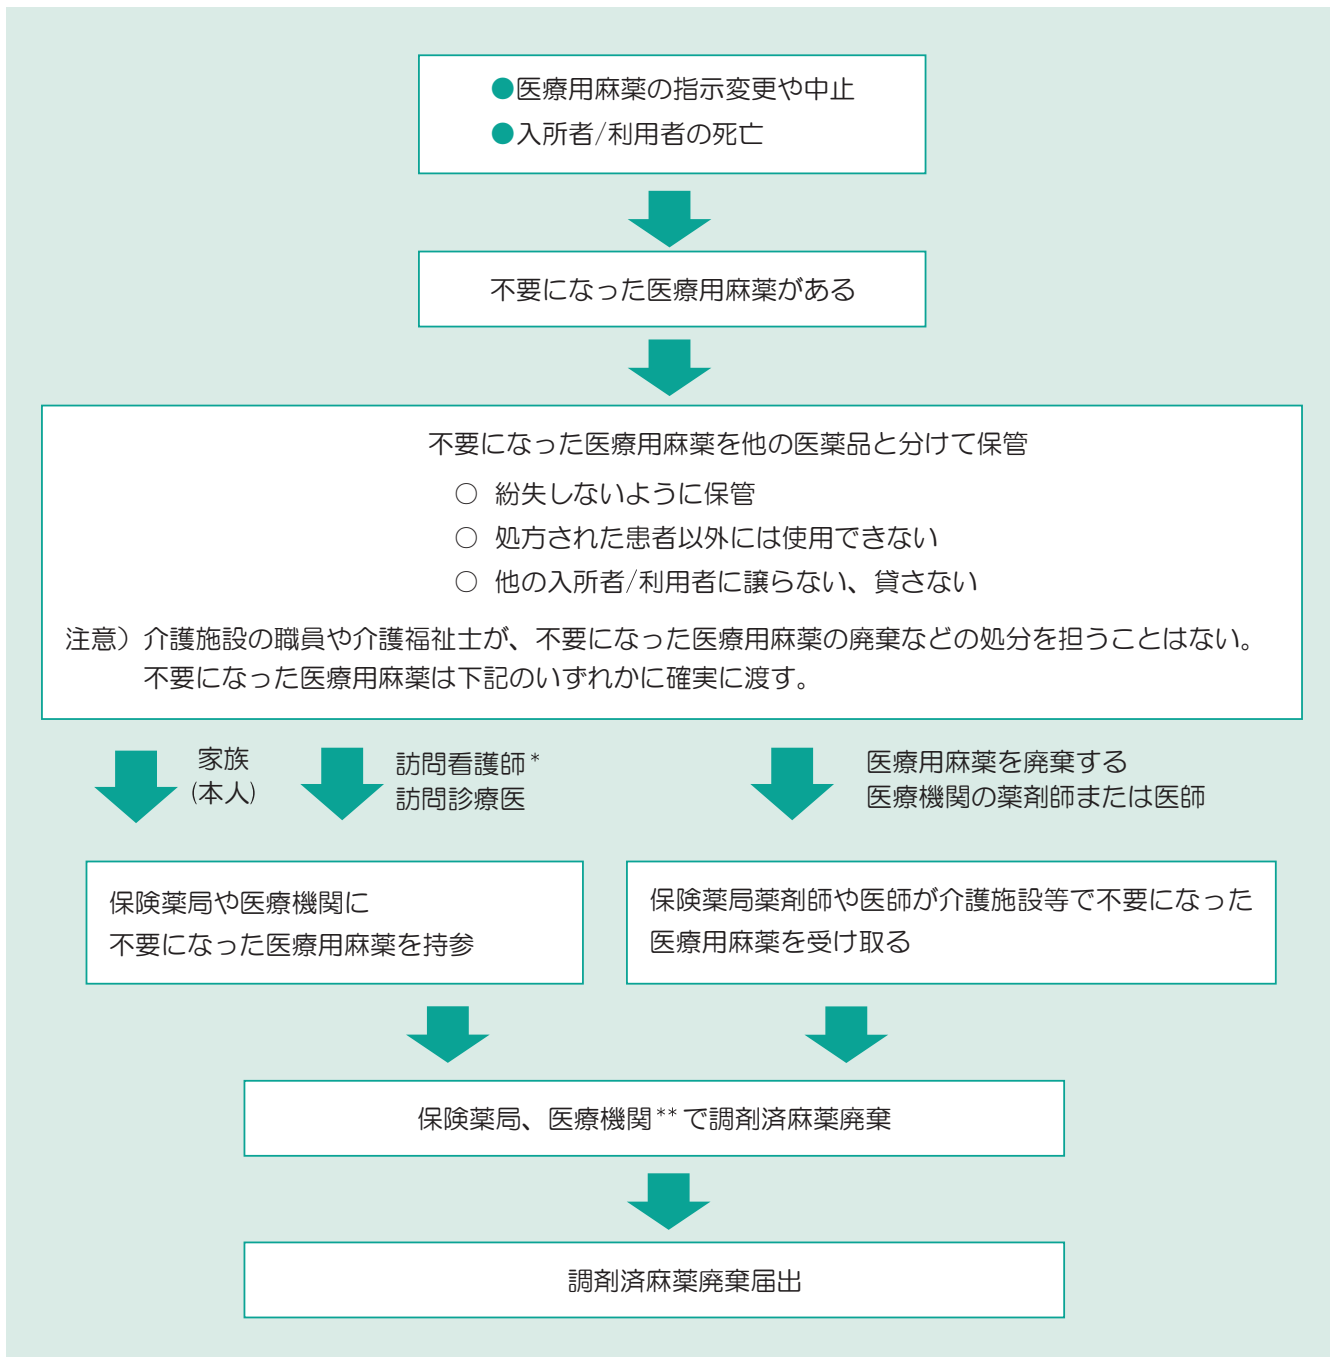 ●医療用麻薬の指示変更や中止
●入所者/利用者の死亡
不要になった医療用麻薬がある
不要になった医療用麻薬を他の医薬品と分けて保管
○ 紛失しないように保管
○ 処方された患者以外には使用できない
○ 他の入所者/利用者に譲らない、貸さない
注意）介護施設の職員や介護福祉士が、不要になった医療用麻薬の廃棄などの処分を担うことはない。
不要になった医療用麻薬は下記のいずれかに確実に渡す。
家族
(本人)
訪問看護師*
訪問診療医
医療用麻薬を廃棄する
医療機関の薬剤師または医師
保険薬局や医療機関に
不要になった医療用麻薬を持参
保険薬局薬剤師や医師が介護施設等で不要になった
医療用麻薬を受け取る
保険薬局、医療機関**で調剤済麻薬廃棄
調剤済麻薬廃棄届出